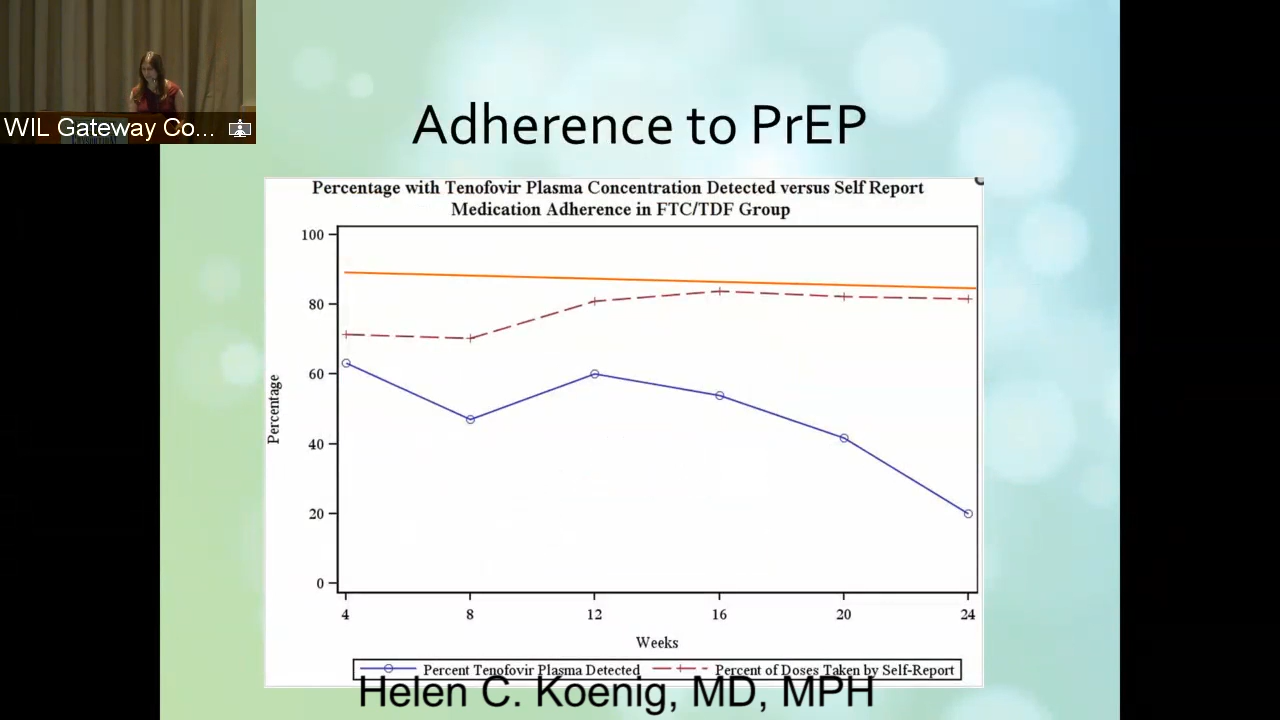 WIL Gateway Co...
Adherence to PrEP
Percentage with Tenofovir Plasma Concentration Detected versus Self Report
Medication Adherence in FTC/TDF Group
100
80
60
40
20
0
Percentage
4 8 12 16 20 24
Weeks
Percent Tenofovir Plasma Detected Percent of Doses Taken by Self-Report
Helen C. Koenig, MD, MPH